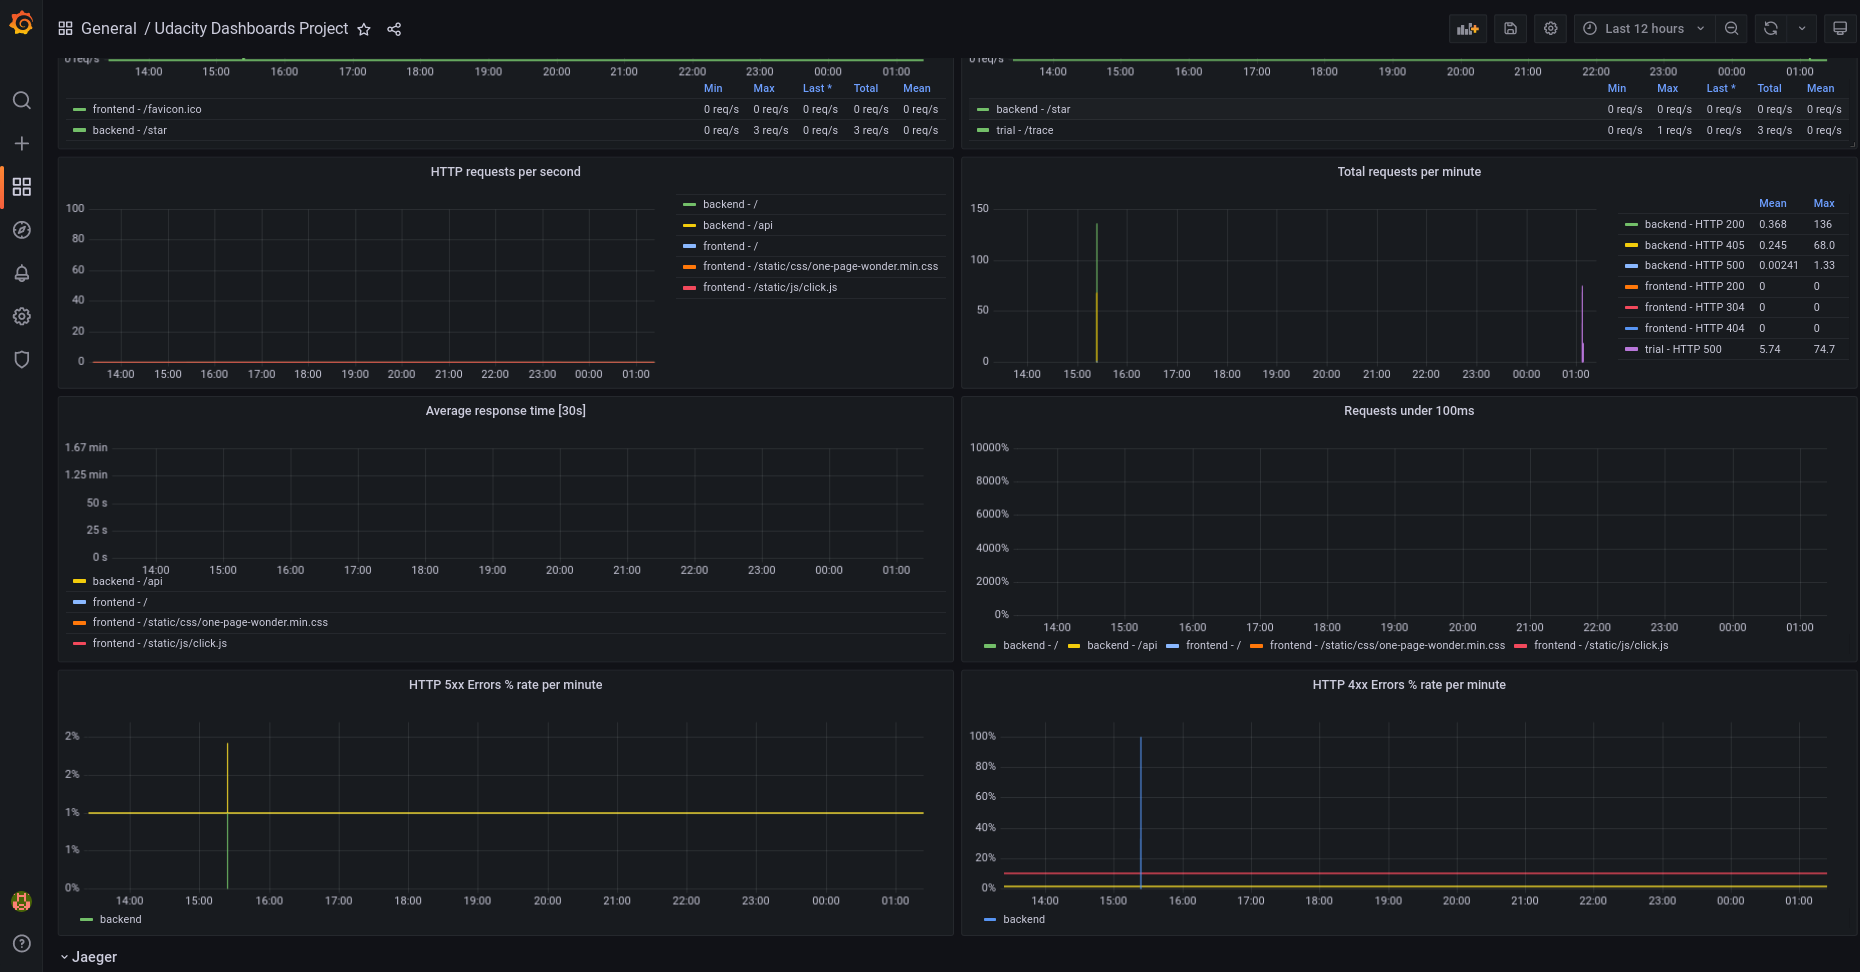 General / Udacity Dashboards Project
Last 12 hours
0 req/s
14:00 15:00 16:00 17:00 18:00 19:00 20:00 21:00 22:00 23:00 00:00 01:00
Min Max Last * Total Mean
frontend - /favicon.ico 0 req/s 0 req/s 0 req/s 0 req/s 0 req/s
backend - /star 0 req/s 3 req/s 0 req/s 3 req/s 0 req/s
0 req/s
14:00 15:00 16:00 17:00 18:00 19:00 20:00 21:00 22:00 23:00 00:00 01:00
Min Max Last * Total Mean
backend - /star 0 req/s 0 req/s 0 req/s 0 req/s 0 req/s
trial - /trace 0 req/s 1 req/s 0 req/s 3 req/s 0 req/s
HTTP requests per second
100
80
60
40
20
0
14:00 15:00 16:00 17:00 18:00 19:00 20:00 21:00 22:00 23:00 00:00 01:00
backend - /
backend - /api
frontend - /
frontend - /static/css/one-page-wonder.min.css
frontend - /static/js/click.js
Total requests per minute
150
100
50
0
14:00 15:00 16:00 17:00 18:00 19:00 20:00 21:00 22:00 23:00 00:00 01:00
Mean Max
backend - HTTP 200 0.368 136
backend - HTTP 405 0.245 68.0
backend - HTTP 500 0.00241 1.33
frontend - HTTP 200 0 0
frontend - HTTP 304 0 0
frontend - HTTP 404 0 0
trial - HTTP 500 5.74 74.7
Average response time [30s]
1.67 min
1.25 min
50 s
25 s
0 s
14:00 15:00 16:00 17:00 18:00 19:00 20:00 21:00 22:00 23:00 00:00 01:00
backend - /api
frontend - /
frontend - /static/css/one-page-wonder.min.css
frontend - /static/js/click.js
Requests under 100ms
10000%
8000%
6000%
4000%
2000%
0%
14:00 15:00 16:00 17:00 18:00 19:00 20:00 21:00 22:00 23:00 00:00 01:00
backend - / backend - /api frontend - / frontend - /static/css/one-page-wonder.min.css frontend - /static/js/click.js
HTTP 5xx Errors % rate per minute
2%
2%
1%
1%
0%
14:00 15:00 16:00 17:00 18:00 19:00 20:00 21:00 22:00 23:00 00:00 01:00
backend
HTTP 4xx Errors % rate per minute
100%
80%
60%
40%
20%
0%
14:00 15:00 16:00 17:00 18:00 19:00 20:00 21:00 22:00 23:00 00:00 01:00
backend
Jaeger